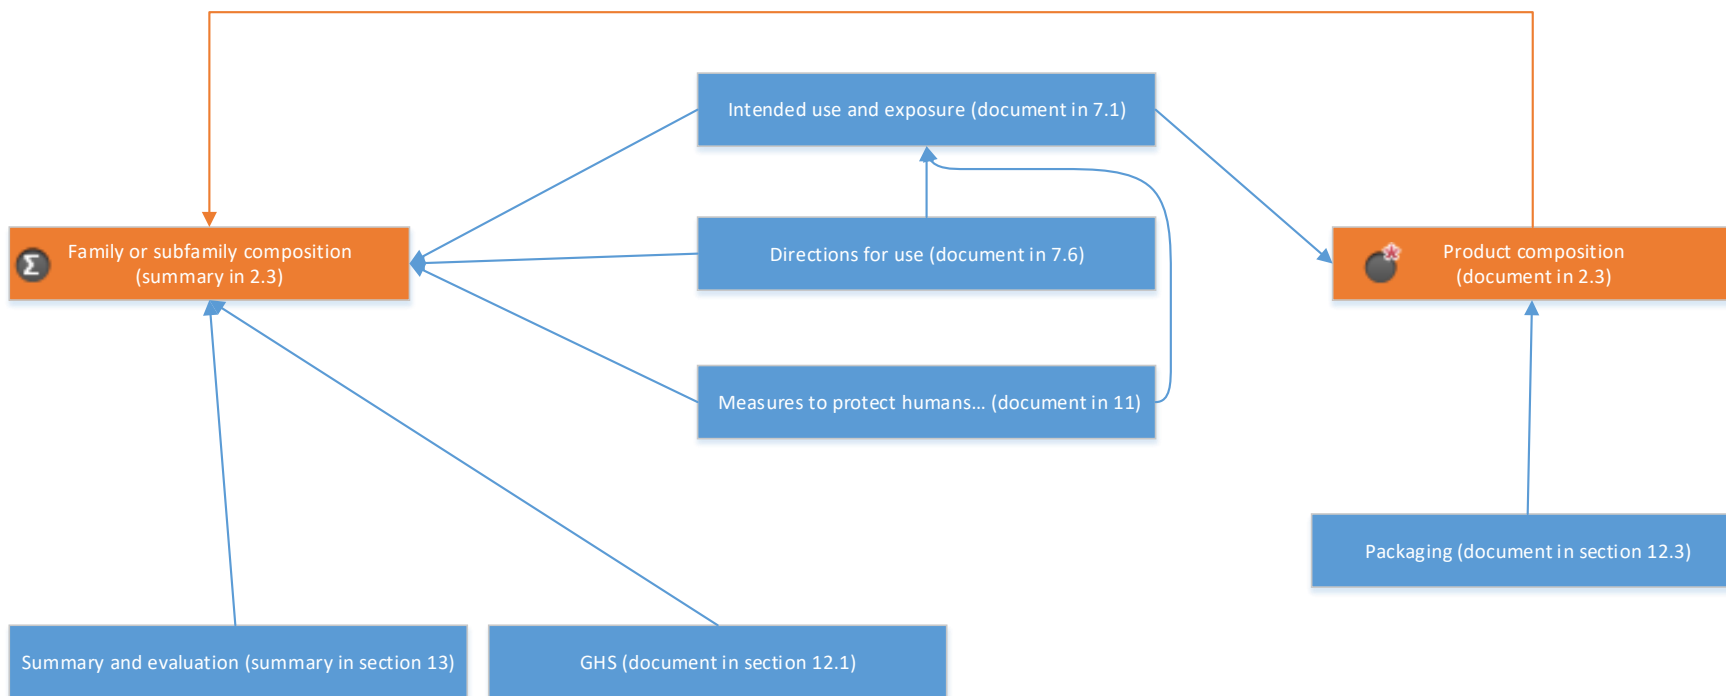 Intended use and exposure (document in 7.1)
Family or subfamily composition
(summary in 2.3)
Σ
Directions for use (document in 7.6)
Product composition
(document in 2.3)
Measures to protect humans... (document in 11)
Packaging (document in section 12.3)
Summary and evaluation (summary in section 13)
GHS (document in section 12.1)